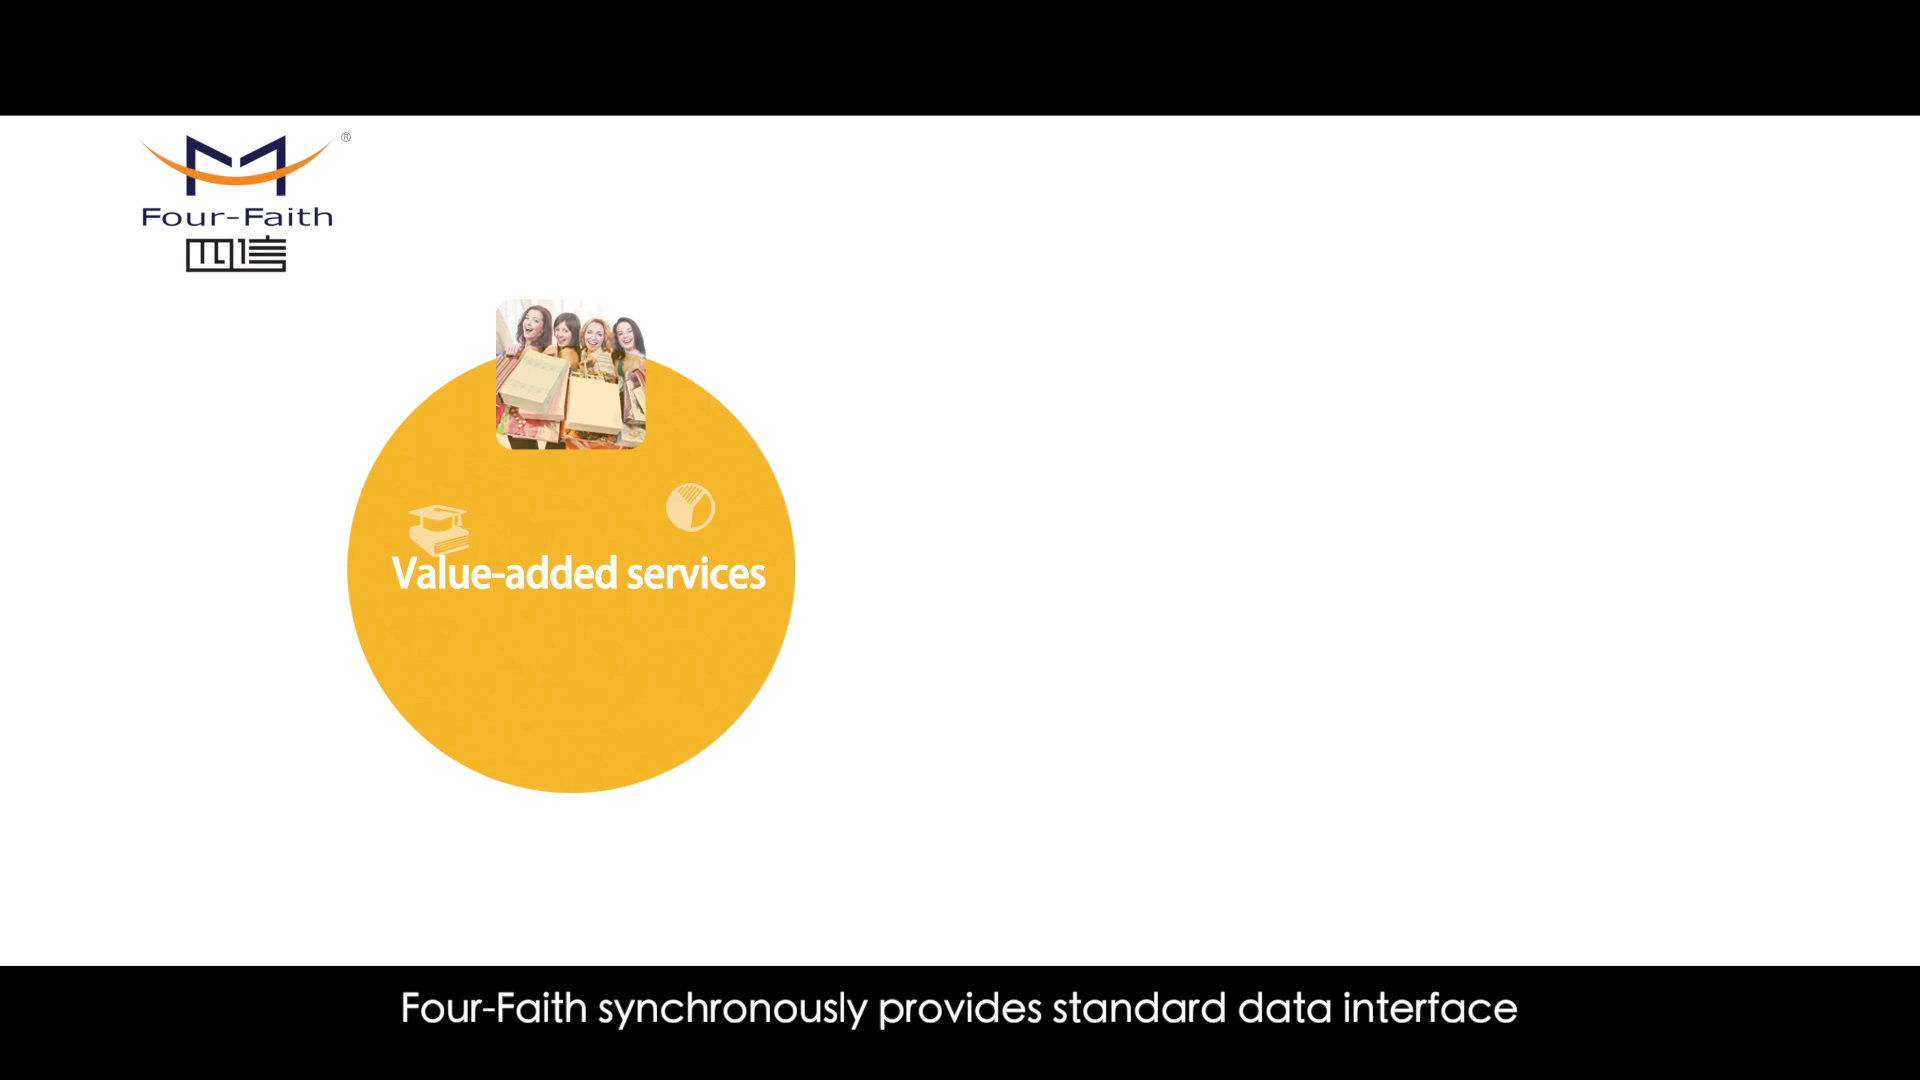 ®
Four-Faith
四信
Value-added services
Four-Faith synchronously provides standard data interface